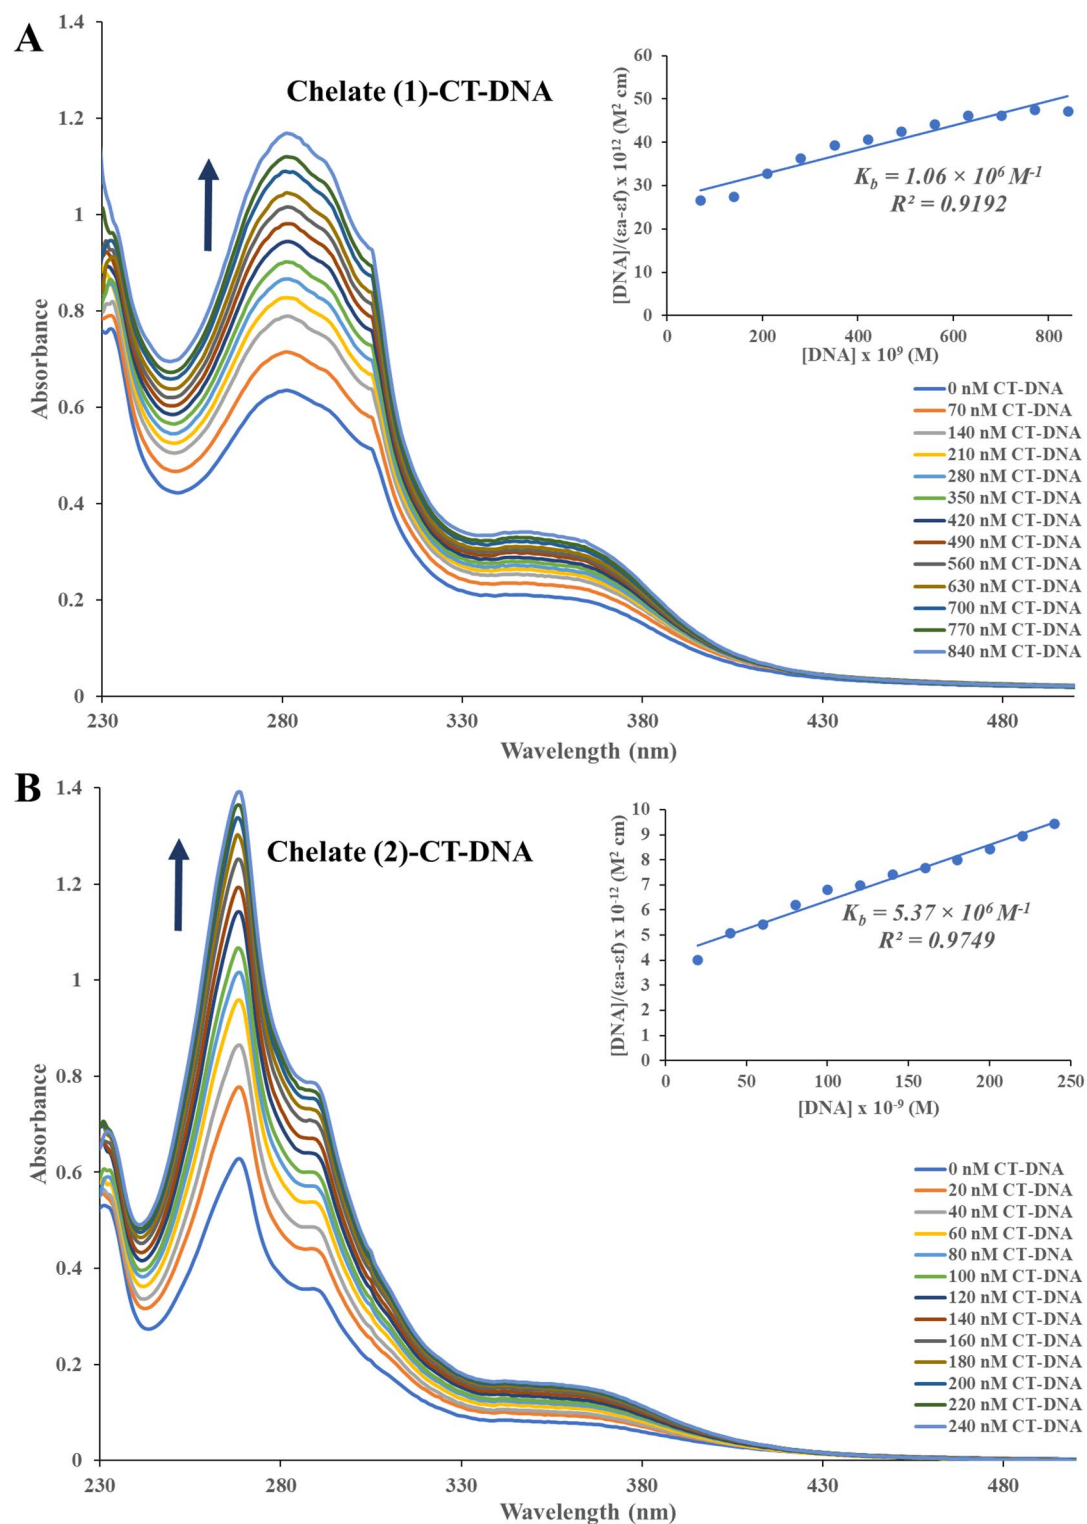 A
Chelate (1)-CT-DNA
Absorbance
1.4
1.2
1
0.8
0.6
0.4
0.2
0
230
280
330
380
430
480
Wavelength (nm)
[DNA]/(εa-εf) x 10¹² (M² cm)
60
50
40
30
20
10
0
0
200
400
600
800
[DNA] x 10⁹ (M)
K_b = 1.06 × 10⁶ M⁻¹
R² = 0.9192
0 nM CT-DNA
70 nM CT-DNA
140 nM CT-DNA
210 nM CT-DNA
280 nM CT-DNA
350 nM CT-DNA
420 nM CT-DNA
490 nM CT-DNA
560 nM CT-DNA
630 nM CT-DNA
700 nM CT-DNA
770 nM CT-DNA
840 nM CT-DNA
B
Chelate (2)-CT-DNA
Absorbance
1.4
1.2
1
0.8
0.6
0.4
0.2
0
230
280
330
380
430
480
Wavelength (nm)
[DNA]/(εa-εf) x 10⁻¹² (M² cm)
10
9
8
7
6
5
4
3
2
1
0
0
50
100
150
200
250
[DNA] x 10⁻⁹ (M)
K_b = 5.37 × 10⁶ M⁻¹
R² = 0.9749
0 nM CT-DNA
20 nM CT-DNA
40 nM CT-DNA
60 nM CT-DNA
80 nM CT-DNA
100 nM CT-DNA
120 nM CT-DNA
140 nM CT-DNA
160 nM CT-DNA
180 nM CT-DNA
200 nM CT-DNA
220 nM CT-DNA
240 nM CT-DNA